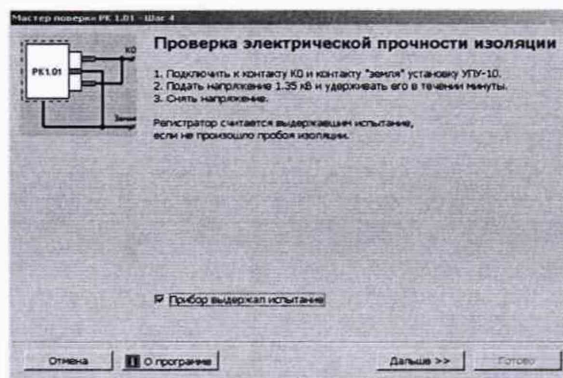 Мастер поверки РК 1.01 - Шаг 4
КО
РК1.01
Земля
Проверка электрической прочности изоляции
1. Подключить к контакту КО и контакту "земля" установку УПУ-10.
2. Подать напряжение 1.35 кВ и удерживать его в течении минуты.
3. Снять напряжение.
Регистратор считается выдержавшим испытание,
если не произошло пробоя изоляции.
Прибор выдержал испытание
Отмена
О программе
Дальше >>
Готово